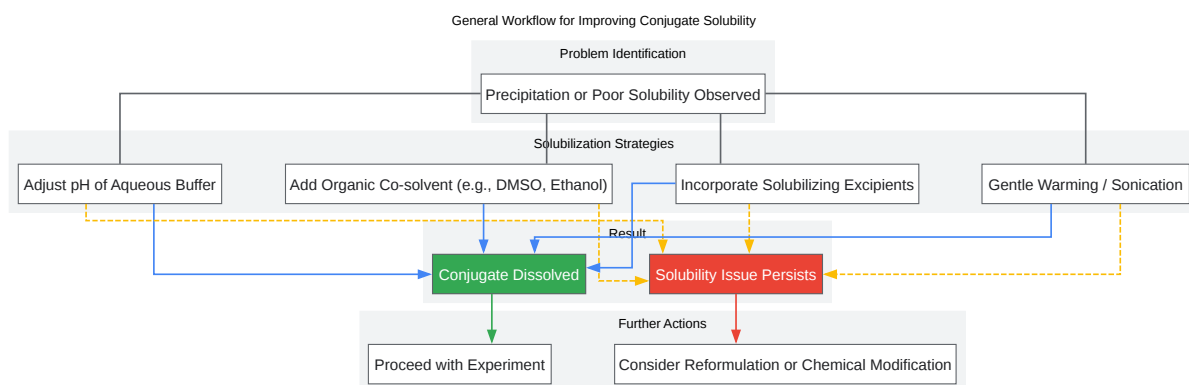 General Workflow for Improving Conjugate Solubility
Problem Identification
Precipitation or Poor Solubility Observed
Solubilization Strategies
Adjust pH of Aqueous Buffer
Add Organic Co-solvent (e.g., DMSO, Ethanol)
Incorporate Solubilizing Excipients
Gentle Warming / Sonication
Result
Conjugate Dissolved
Solubility Issue Persists
Further Actions
Proceed with Experiment
Consider Reformulation or Chemical Modification